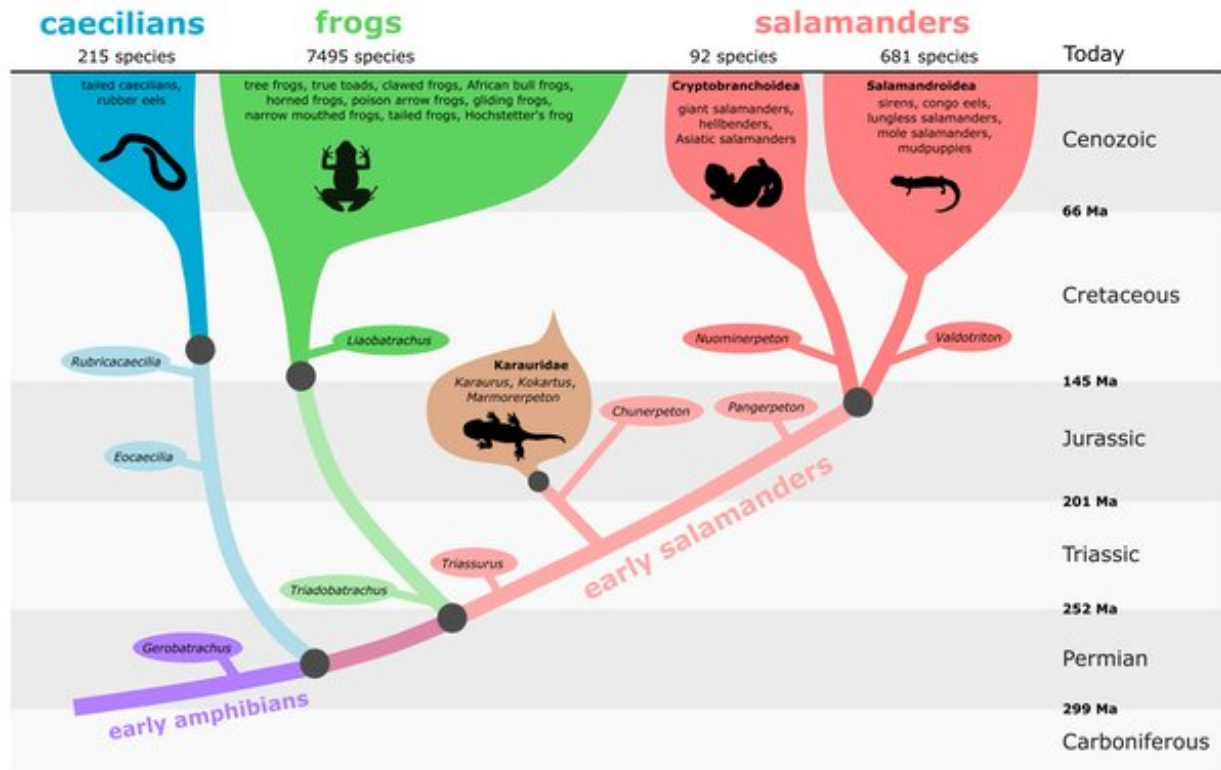 caecilians
frogs
salamanders
215 species
7495 species
92 species
681 species
Today
tailed caecilians,
rubber eels
tree frogs, true toads, clawed frogs, African bull frogs,
horned frogs, poison arrow frogs, gliding frogs,
narrow mouthed frogs, tailed frogs, Hochstetter's frog
Cryptobranchoidea
giant salamanders,
hellbenders,
Asiatic salamanders
Salamandroidea
sirens, congo eels,
lungless salamanders,
mole salamanders,
mudpuppies
Cenozoic
66 Ma
Cretaceous
Rubricacaecilia
Liaobatrachus
Nuominerpeton
Valdotriton
145 Ma
Karauridae
Karaurus, Kokartus,
Marmorerpeton
Chunerpeton
Pangerpeton
Jurassic
Eocaecilia
201 Ma
early salamanders
Triassic
Triassurus
Triadobatrachus
252 Ma
Gerobatrachus
Permian
early amphibians
299 Ma
Carboniferous